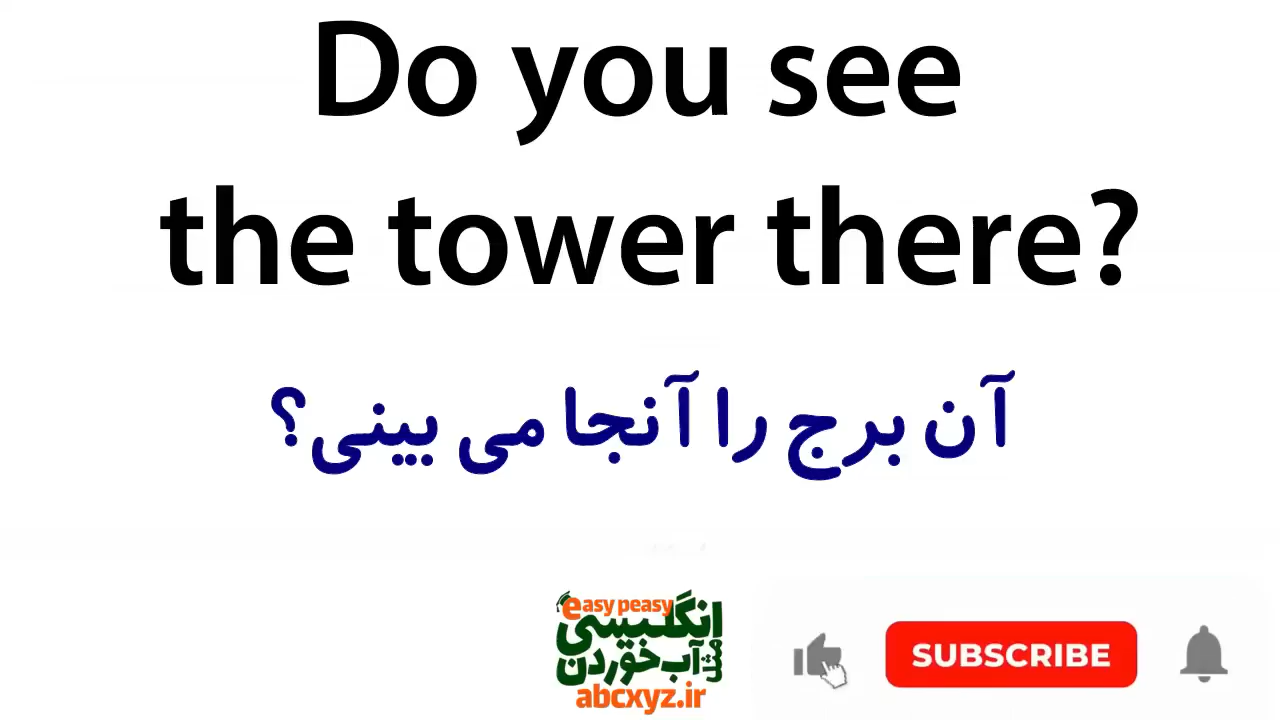 Do you see
the tower there?
آن برج را آنجا می بینی؟
easy peasy
انگلیسی
مثل آب خوردن
abcxyz.ir
SUBSCRIBE